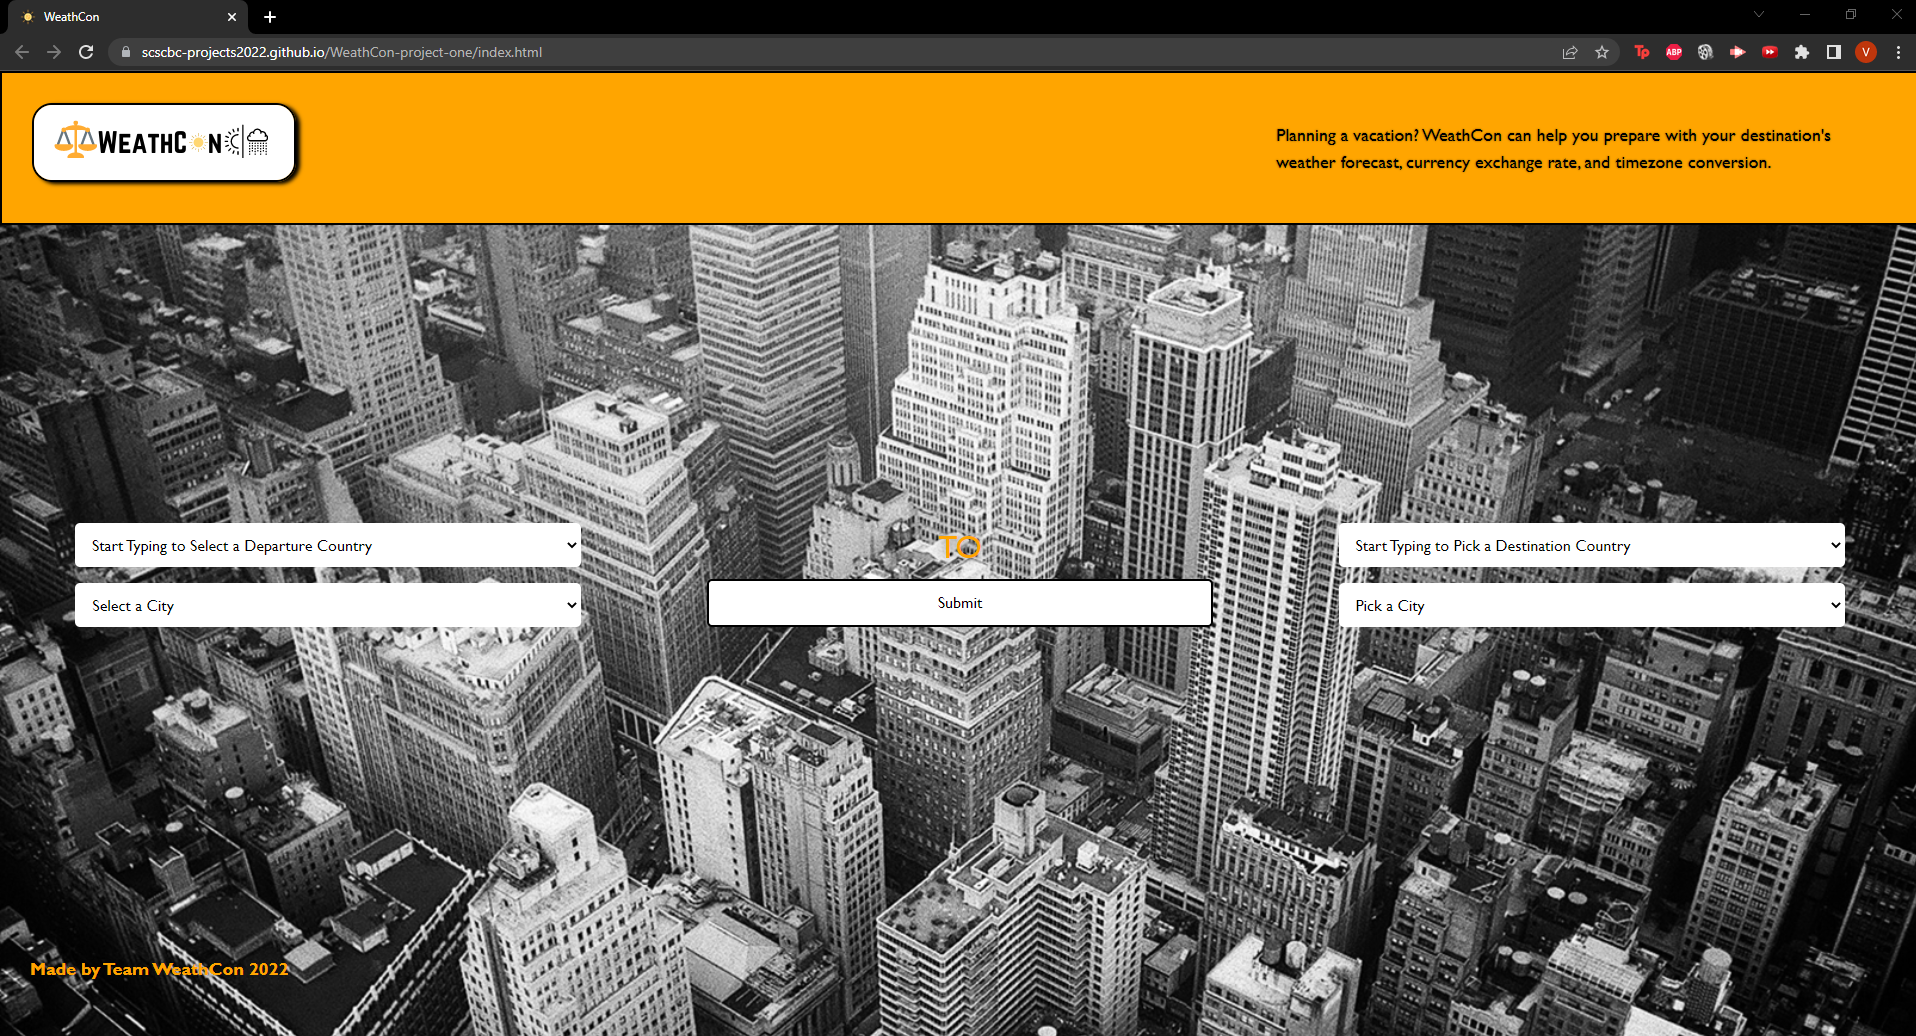 WeathCon
scscbc-projects2022.github.io/WeathCon-project-one/index.html
Tp
ABP
V
WEATHCON
Planning a vacation? WeathCon can help you prepare with your destination's
weather forecast, currency exchange rate, and timezone conversion.
Start Typing to Select a Departure Country
TO
Start Typing to Pick a Destination Country
Select a City
Submit
Pick a City
Made by Team WeathCon 2022